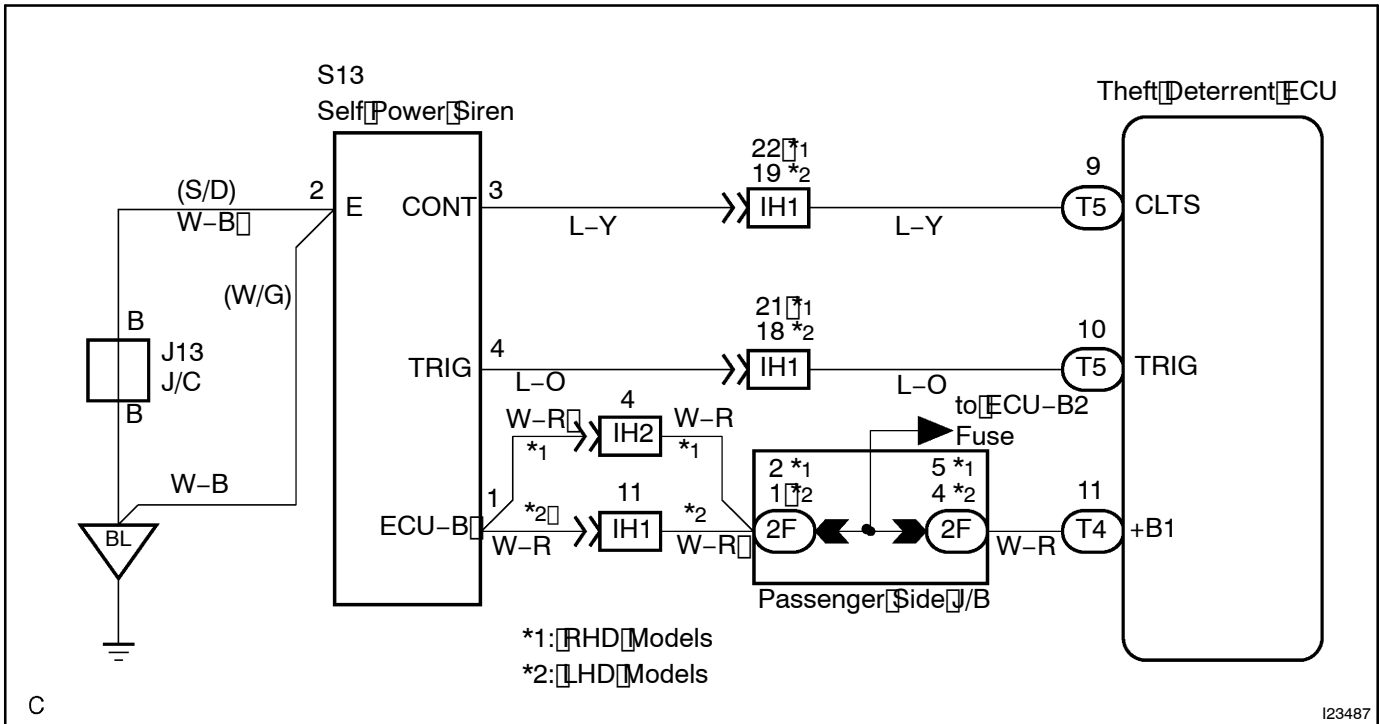 S13
Self Power Siren
Theft Deterrent ECU
(S/D)
W–B
2
E
CONT
3
L–Y
22 *1
19 *2
IH1
L–Y
9
T5
CLTS
(W/G)
B
J13
J/C
B
TRIG
4
L–O
21 *1
18 *2
IH1
L–O
10
T5
TRIG
W–R
*1
4
IH2
W–R
*1
to ECU–B2
Fuse
W–B
BL
ECU–B
1
*2
W–R
11
IH1
*2
W–R
2 *1
1 *2
2F
5 *1
4 *2
2F
W–R
11
T4
+B1
Passenger Side J/B
*1: RHD Models
*2: LHD Models
C
I23487